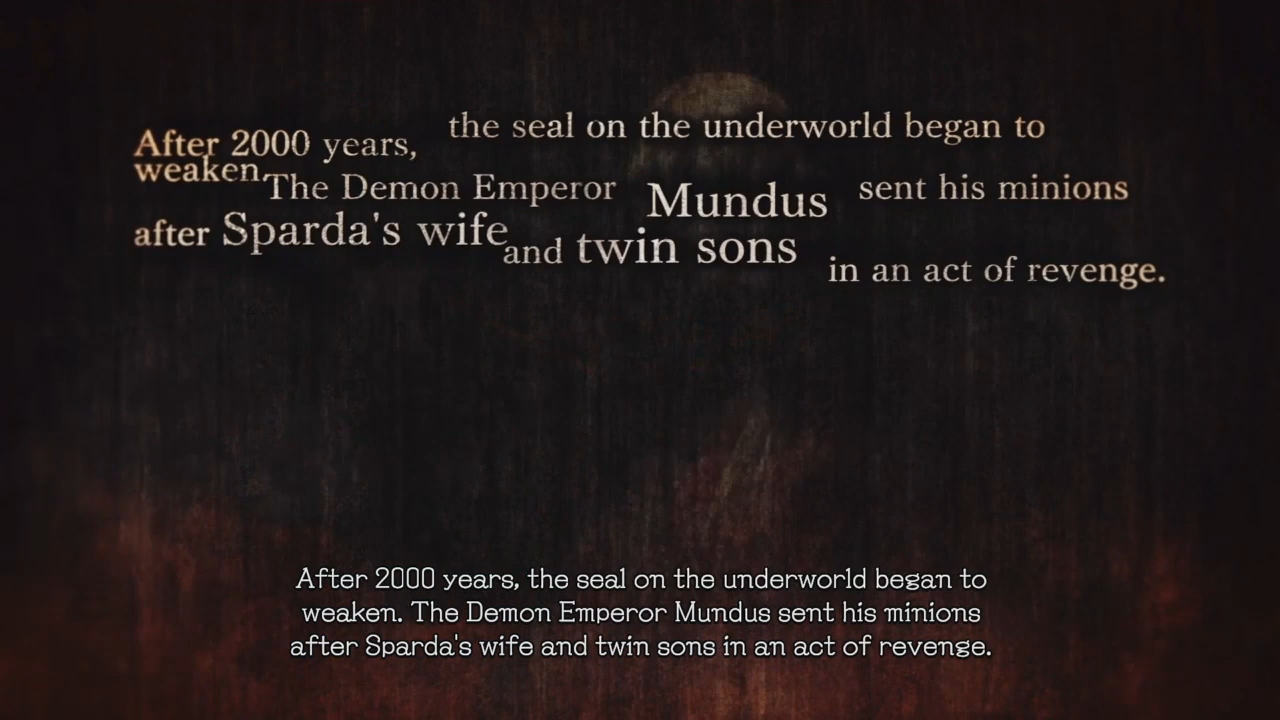 After 2000 years, the seal on the underworld began to
weaken. The Demon Emperor Mundus sent his minions
after Sparda's wife and twin sons in an act of revenge.
After 2000 years, the seal on the underworld began to
weaken. The Demon Emperor Mundus sent his minions
after Sparda's wife and twin sons in an act of revenge.